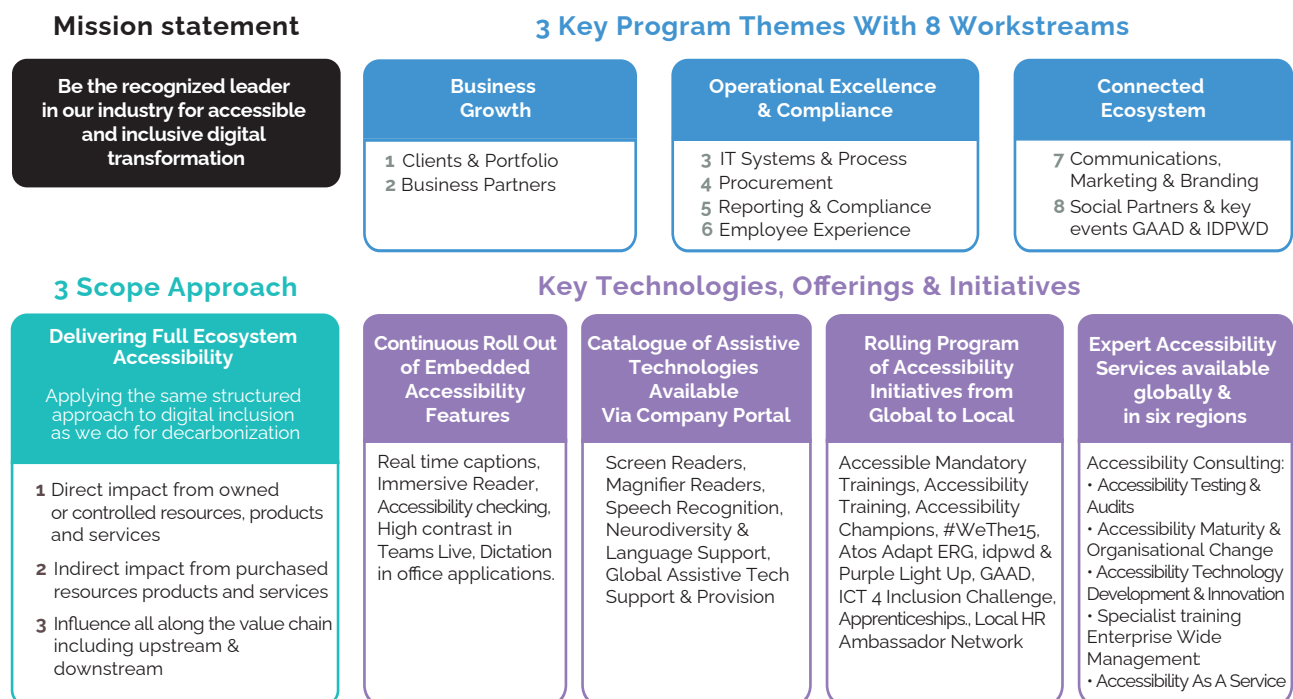 Mission statement
Be the recognized leader
in our industry for accessible
and inclusive digital
transformation
3 Key Program Themes With 8 Workstreams
Business
Growth
1 Clients & Portfolio
2 Business Partners
Operational Excellence
& Compliance
3 IT Systems & Process
4 Procurement
5 Reporting & Compliance
6 Employee Experience
Connected
Ecosystem
7 Communications,
Marketing & Branding
8 Social Partners & key
events GAAD & IDPWD
3 Scope Approach
Delivering Full Ecosystem
Accessibility
Applying the same structured
approach to digital inclusion
as we do for decarbonization
1 Direct impact from owned
or controlled resources, products
and services
2 Indirect impact from purchased
resources products and services
3 Influence all along the value chain
including upstream &
downstream
Key Technologies, Offerings & Initiatives
Continuous Roll Out
of Embedded
Accessibility
Features
Real time captions,
Immersive Reader,
Accessibility checking,
High contrast in
Teams Live, Dictation
in office applications.
Catalogue of Assistive
Technologies
Available
Via Company Portal
Screen Readers,
Magnifier Readers,
Speech Recognition,
Neurodiversity &
Language Support,
Global Assistive Tech
Support & Provision
Rolling Program
of Accessibility
Initiatives from
Global to Local
Accessible Mandatory
Trainings, Accessibility
Training, Accessibility
Champions, #WeThe15,
Atos Adapt ERG, idpwd &
Purple Light Up, GAAD,
ICT 4 Inclusion Challenge,
Apprenticeships., Local HR
Ambassador Network
Expert Accessibility
Services available
globally &
in six regions
Accessibility Consulting:
• Accessibility Testing &
Audits
• Accessibility Maturity &
Organisational Change
• Accessibility Technology
Development & Innovation
• Specialist training
Enterprise Wide
Management:
• Accessibility As A Service